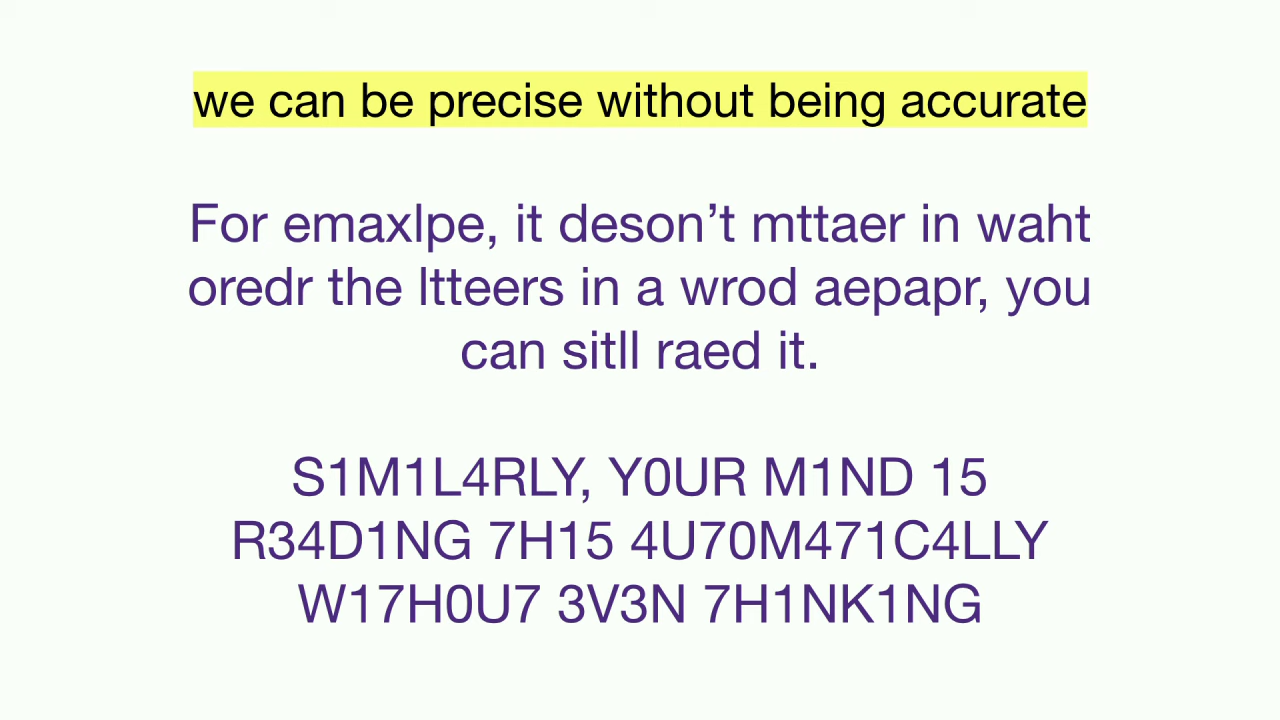 we can be precise without being accurate
For emaxlpe, it deson’t mttaer in waht
oredr the ltteers in a wrod aepapr, you
can sitll raed it.
S1M1L4RLY, Y0UR M1ND 15
R34D1NG 7H15 4U70M471C4LLY
W17H0U7 3V3N 7H1NK1NG